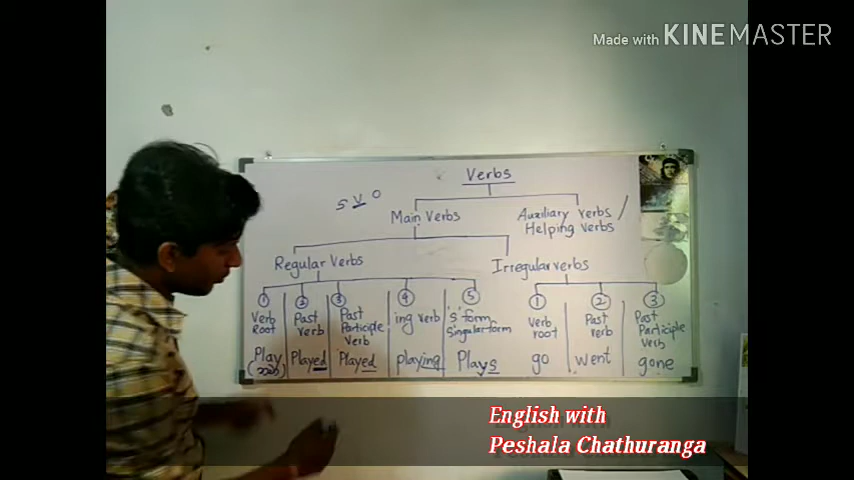 Made with KINEMASTER
Verbs
S V O
Main Verbs
Auxiliary verbs /
Helping verbs
Regular Verbs
Irregular verbs
1 2 3 4 5 1 2 3
Verb Root
Past verb
Past Participle Verb
ing verb
's' form
Singular form
Verb root
Past verb
Past Participle Verb
Play Played Played playing Plays go went gone
English with
Peshala Chathuranga